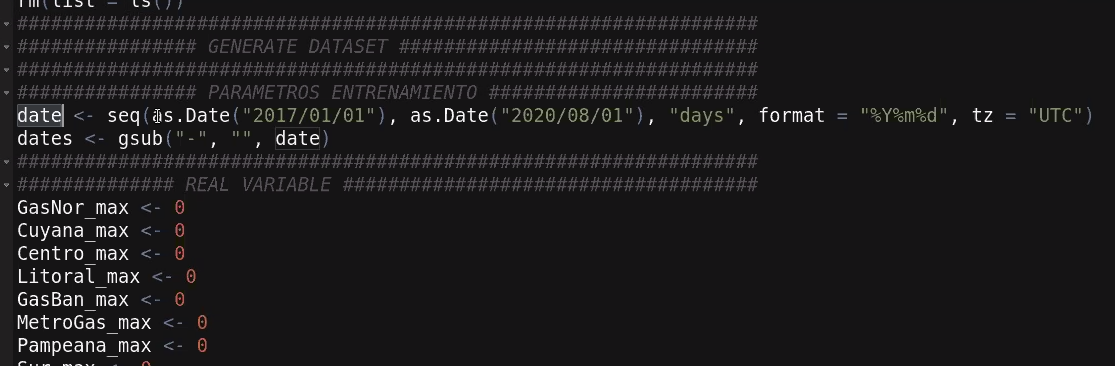 rm(list = ls())
##################################################################
################ GENERATE DATASET ################################
##################################################################
################ PARAMETROS ENTRENAMIENTO ########################
date <- seq(as.Date("2017/01/01"), as.Date("2020/08/01"), "days", format = "%Y%m%d", tz = "UTC")
dates <- gsub("-", "", date)
##################################################################
############## REAL VARIABLE #####################################
GasNor_max <- 0
Cuyana_max <- 0
Centro_max <- 0
Litoral_max <- 0
GasBan_max <- 0
MetroGas_max <- 0
Pampeana_max <- 0
Sur_max <- 0